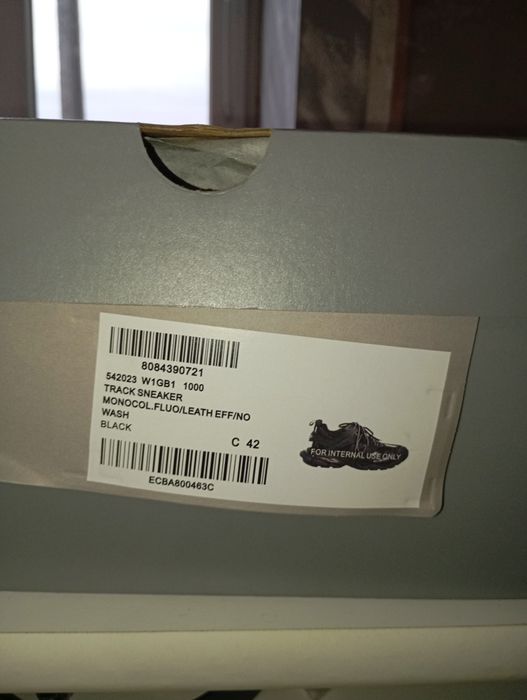 8084390721
542023 W1GB1 1000
TRACK SNEAKER
MONOCOL.FLUO/LEATH EFF/NO
WASH
BLACK
C 42
FOR INTERNAL USE ONLY
ECBA800463C